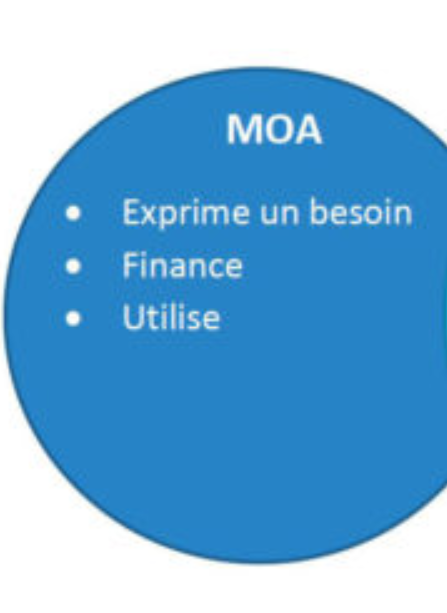 MOA
• Exprime un besoin
• Finance
• Utilise